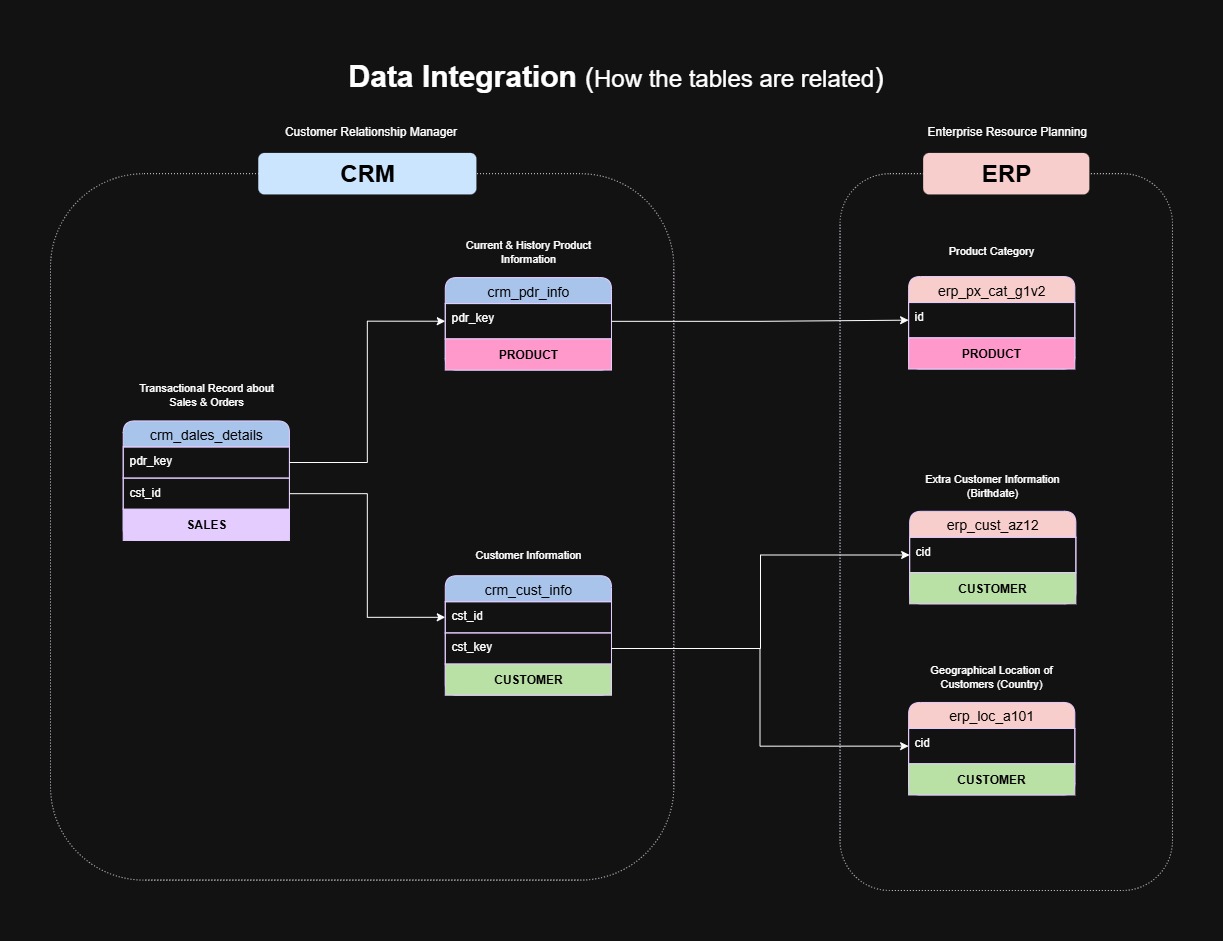 Data Integration (How the tables are related)
Customer Relationship Manager
CRM
Current & History Product
Information
crm_pdr_info
pdr_key
PRODUCT
Transactional Record about
Sales & Orders
crm_dales_details
pdr_key
cst_id
SALES
Customer Information
crm_cust_info
cst_id
cst_key
CUSTOMER
Enterprise Resource Planning
ERP
Product Category
erp_px_cat_g1v2
id
PRODUCT
Extra Customer Information
(Birthdate)
erp_cust_az12
cid
CUSTOMER
Geographical Location of
Customers (Country)
erp_loc_a101
cid
CUSTOMER